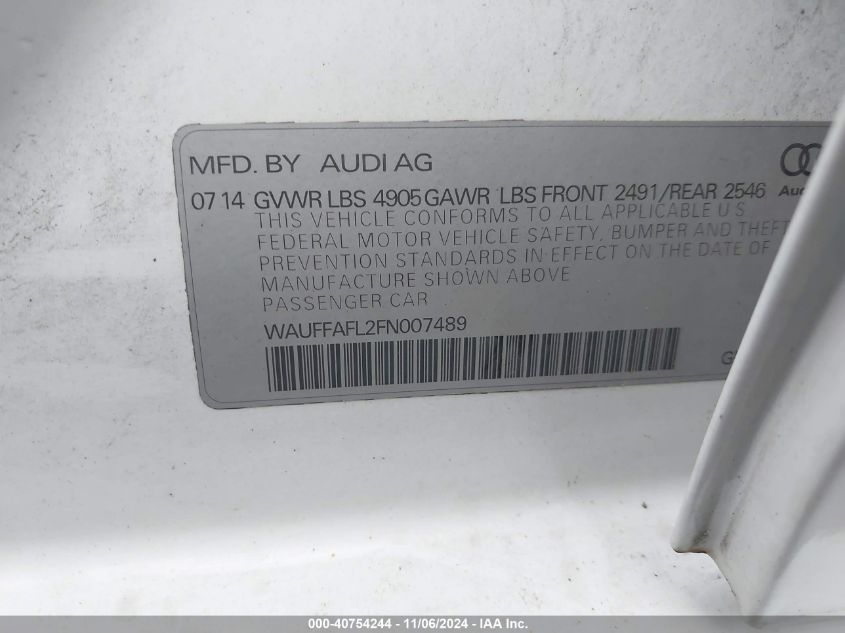 MFD. BY AUDI AG
07 14 GVWR LBS 4905 GAWR LBS FRONT 2491/REAR 2546
THIS VEHICLE CONFORMS TO ALL APPLICABLE U S
FEDERAL MOTOR VEHICLE SAFETY, BUMPER AND THEFT
PREVENTION STANDARDS IN EFFECT ON THE DATE OF
MANUFACTURE SHOWN ABOVE
PASSENGER CAR
WAUFFAFL2FN007489
000-40754244 - 11/06/2024 - IAA Inc.